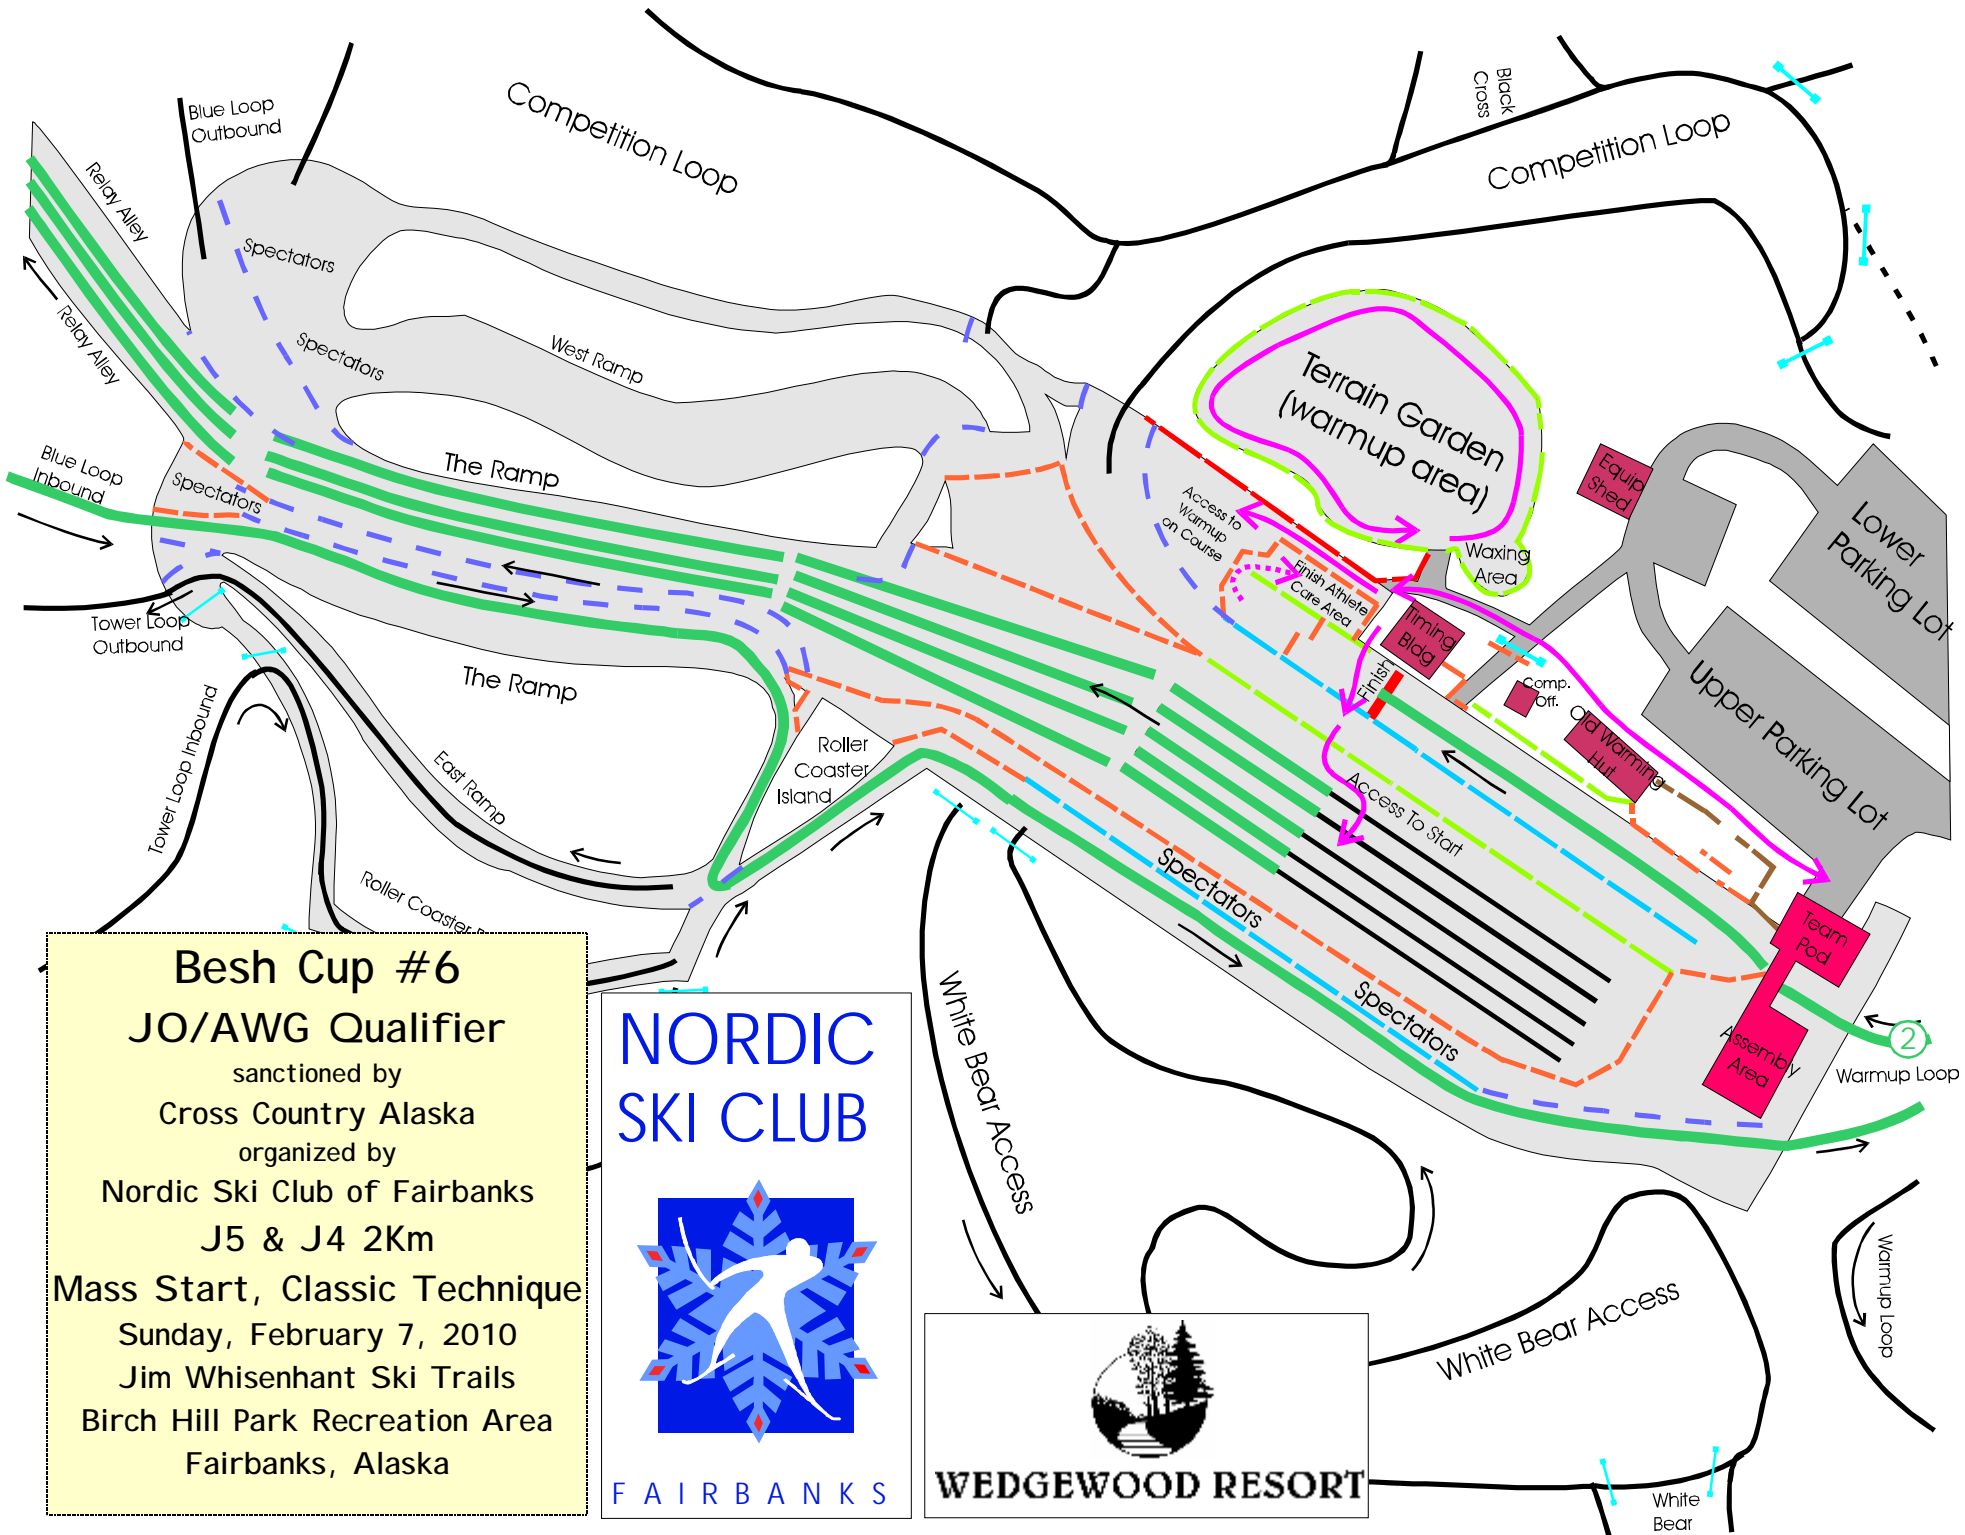 Blue Loop
Outbound
Competition Loop
Black
Cross
Competition Loop
Relay Alley
Spectators
Relay Alley
Spectators
West Ramp
Terrain Garden
(warmup area)
Equip
Shed
Lower
Parking Lot
Blue Loop
Inbound
Spectators
The Ramp
Access to
Warmup
on Course
Waxing
Area
Finish Athlete
Care Area
Timing
Bldg
Tower Loop
Outbound
The Ramp
Finish
Comp.
Off.
Old Warming
Hut
Upper Parking Lot
Tower Loop Inbound
East Ramp
Roller
Coaster
Island
Access To Start
Roller Coaster
Spectators
Spectators
Team
Pod
Assembly
Area
2
Warmup Loop
White Bear Access
White Bear Access
Warmup Loop
White
Bear
Besh Cup #6
JO/AWG Qualifier
sanctioned by
Cross Country Alaska
organized by
Nordic Ski Club of Fairbanks
J5 & J4 2Km
Mass Start, Classic Technique
Sunday, February 7, 2010
Jim Whisenhant Ski Trails
Birch Hill Park Recreation Area
Fairbanks, Alaska
NORDIC
SKI CLUB
FAIRBANKS
WEDGEWOOD RESORT